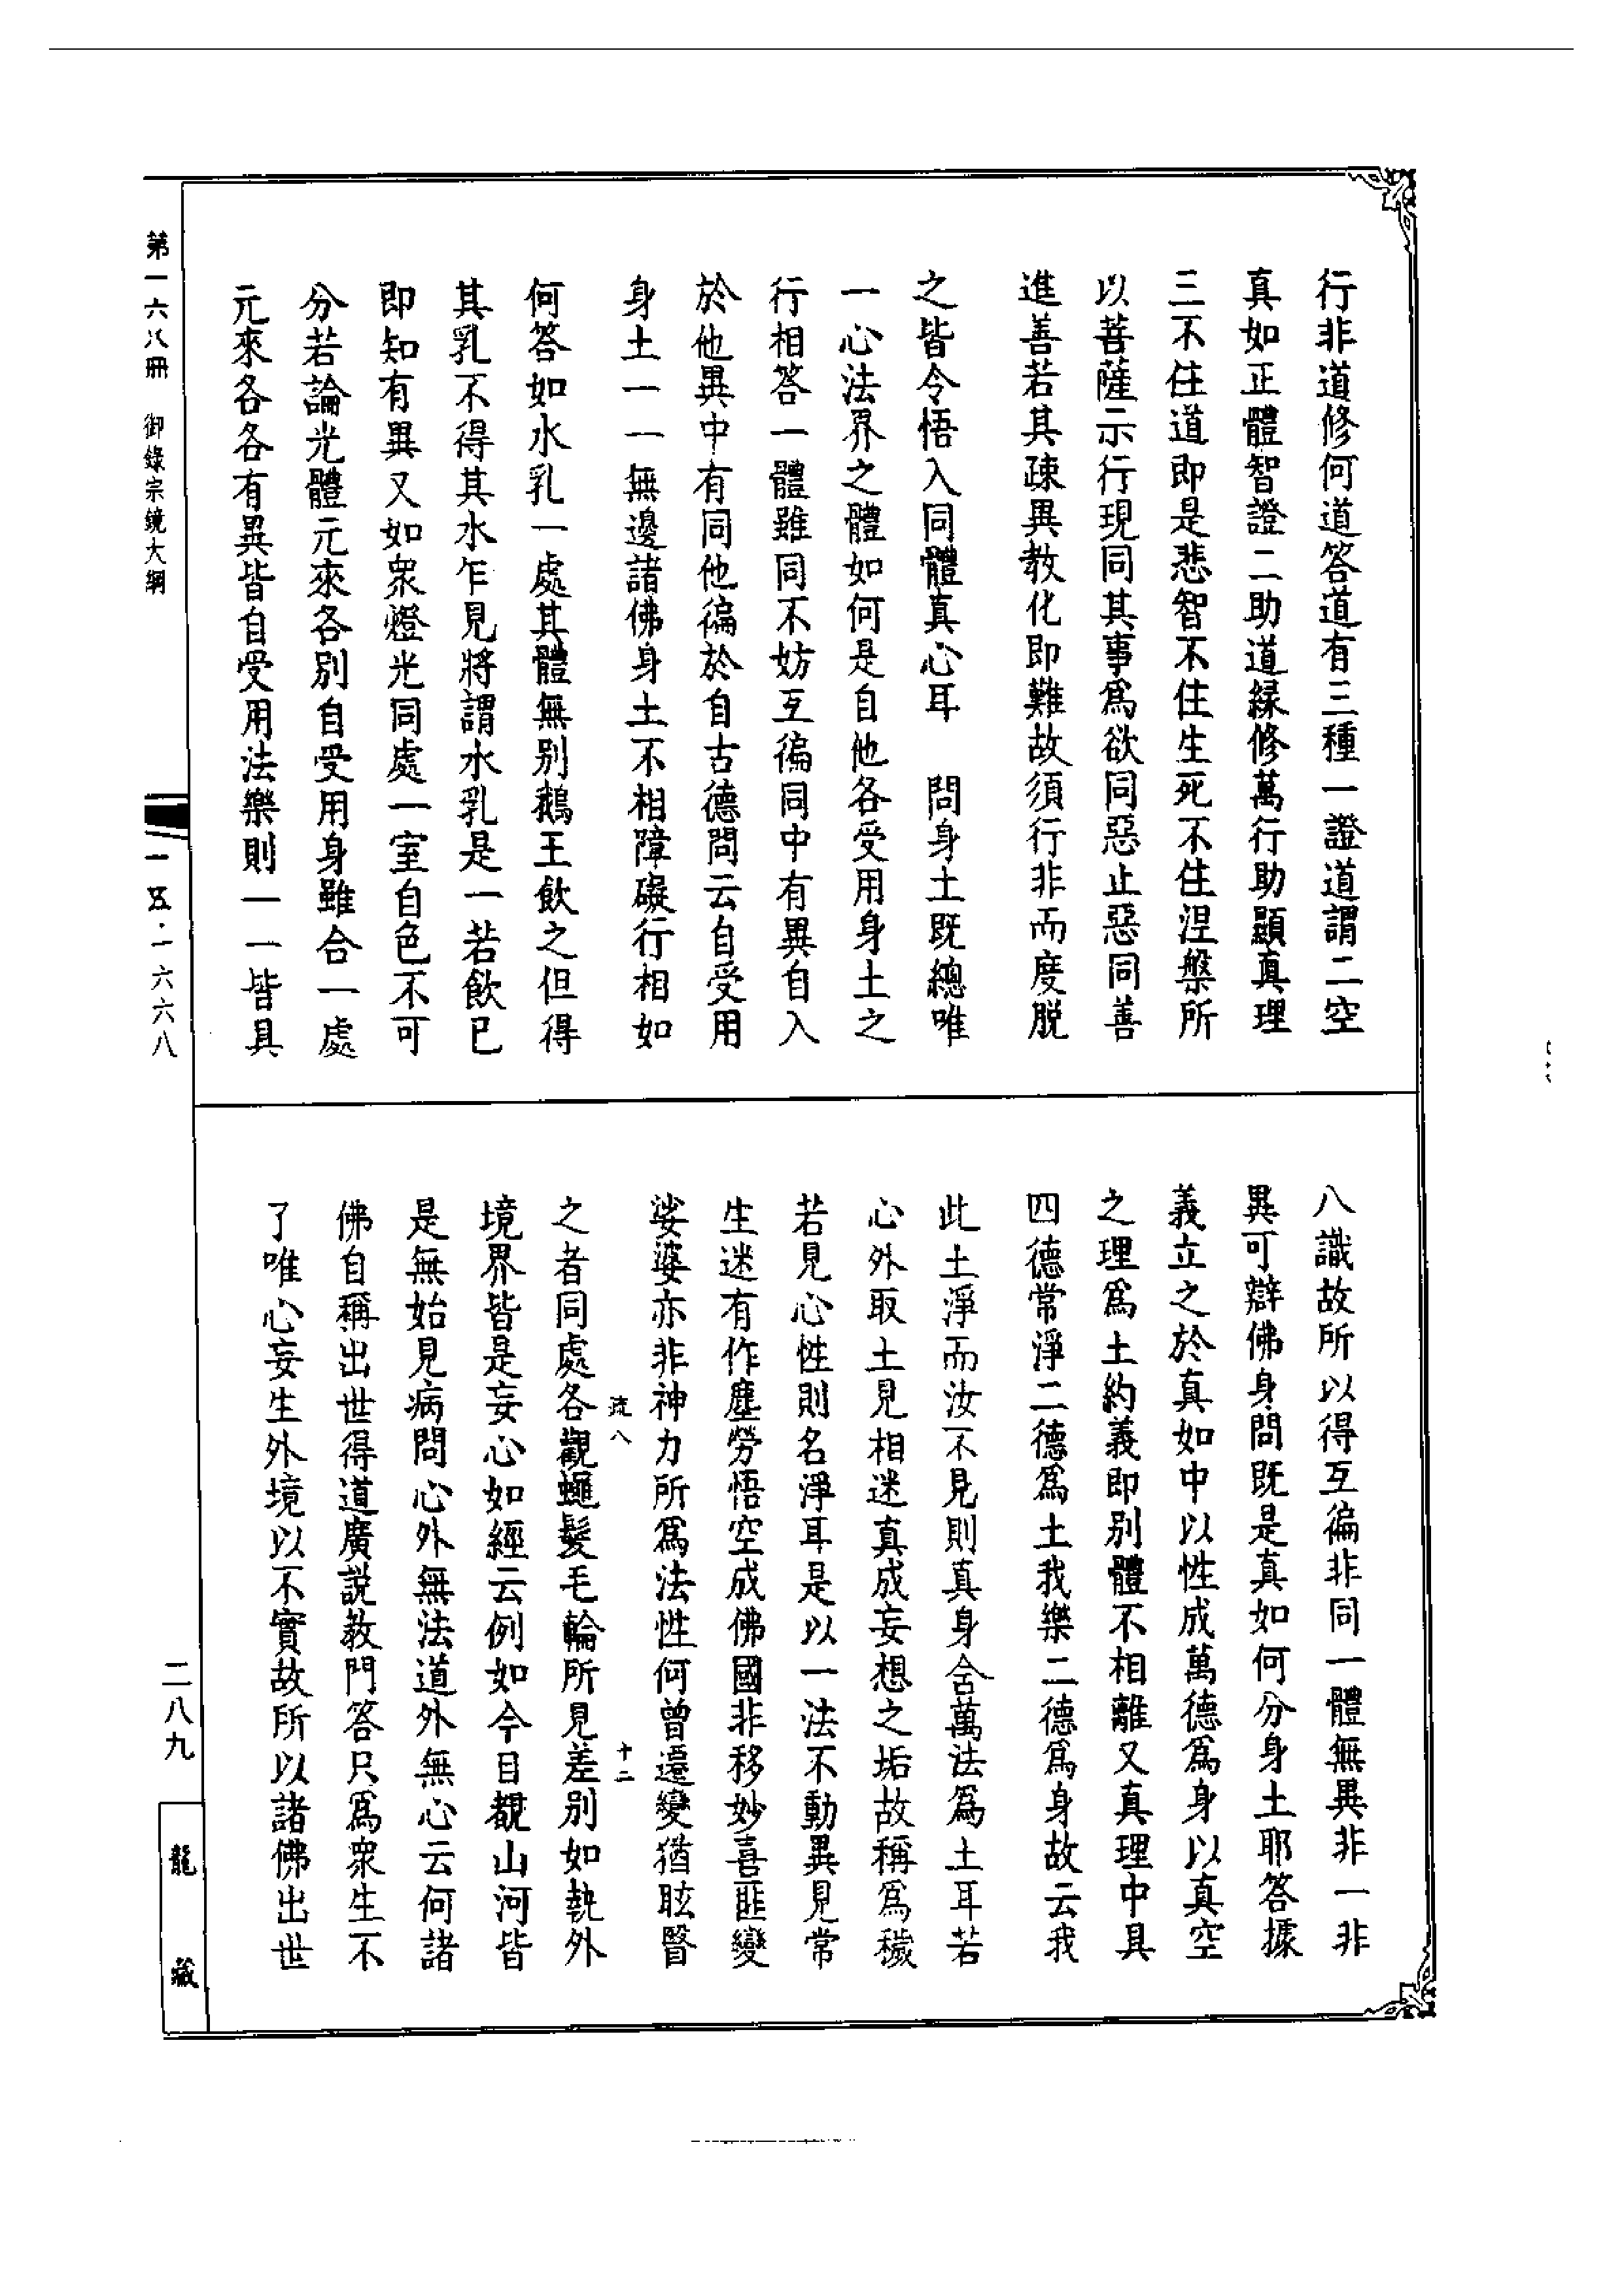 行非道修何道答道有三種一證道謂二空
真如正體智證二助道緣修萬行助顯真理
三不住道即是悲智不住生死不住涅槃所
以菩薩示行現同其事爲欲同惡止惡同善
進善若其疎異教化即難故須行非而度脫
之皆令悟入同體真心耳　問身土既總唯
一心法界之體如何是自他各受用身土之
行相答一體雖同不妨互徧同中有異自入
於他異中有同他徧於自古德問云自受用
身土一一無邊諸佛身土不相障礙行相如
何答如水乳一處其體無別鵝王飲之但得
其乳不得其水乍見將謂水乳是一若飲已
即知有異又如眾燈光同處一室自色不可
分若論光體元來各別自受用身雖合一處
元來各各有異皆自受用法樂則一一皆具
八識故所以得互徧非同一體無異非一非
異可辯佛身問既是真如何分身土耶答據
義立之於真如中以性成萬德爲身以真空
之理爲土約義即別體不相離又真理中具
四德常淨二德爲土我樂二德爲身故云我
此土淨而汝不見則真身含萬法爲土耳若
心外取土見相迷真成妄想之垢故稱爲穢
若見心性則名淨耳是以一法不動異見常
生迷有作塵勞悟空成佛國非移妙喜匪變
娑婆亦非神力所爲法性何曾遷變猶眩瞖
疏八
十二
之者同處各觀蠅髮毛輪所見差別如執外
境界皆是妄心如經云例如今目覩山河皆
是無始見病問心外無法道外無心云何諸
佛自稱出世得道廣說教門答只爲眾生不
了唯心妄生外境以不實故所以諸佛出世
第一六八冊　御錄宗鏡大綱
一五·一六六八
二八九
龍藏